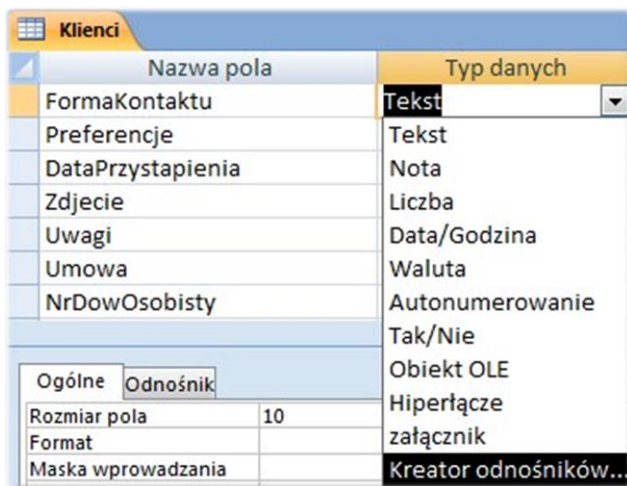 Klienci
Nazwa pola Typ danych
FormaKontaktu Tekst
Preferencje Tekst
DataPrzystapienia Nota
Zdjecie Liczba
Uwagi Data/Godzina
Umowa Waluta
NrDowOsobisty Autonumerowanie
Tak/Nie
Obiekt OLE
Ogólne Odnośnik
Hiperłącze
Rozmiar pola 10
załącznik
Format
Maska wprowadzania Kreator odnośników...